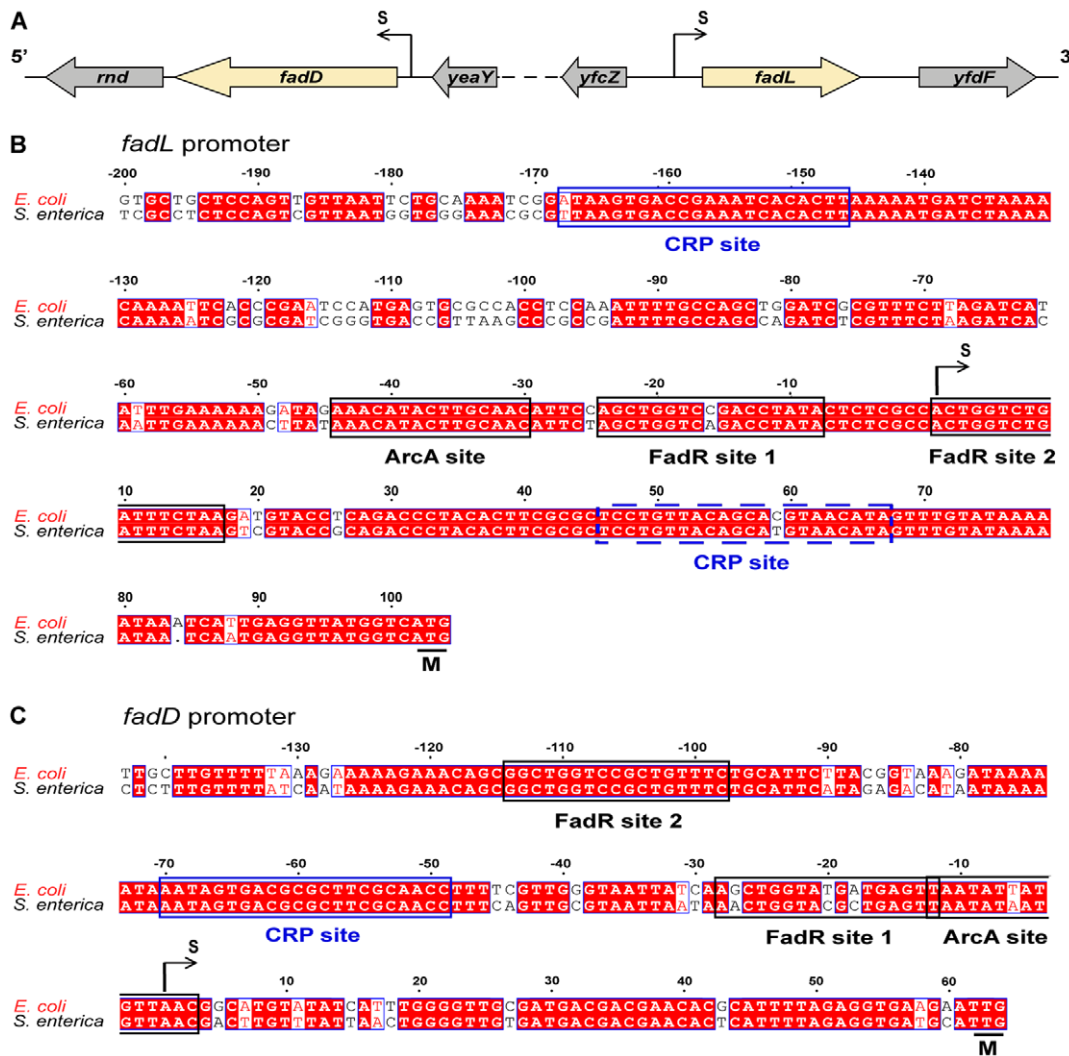 A
S S
5' rnd fadD yeaY yfcZ fadL yfdF 3'
B fadL promoter
-200 -190 -180 -170 -160 -150 -140
E. coli GTGCTGCTCCAGTTGTTAATTCTGCAAAATCGGATAAGTGACCGAAATCACACTTAAAAATGATCTAAAA
S. enterica TCGCCTCTCCAGTCGTTAATGGTGGGAAACGCGTTAAGTGACCGAAATCACACTTAAAAATGATCTAAAA
CRP site
-130 -120 -110 -100 -90 -80 -70
E. coli CAAAATTCACCCGAATCCATGAGTGCGCCACCTCCAAATTTTGCCAGCTGGATCGCGTTTCTTAGATCAT
S. enterica CAAAAATCGCGCGATCGGGTGACCGTTAAGCCCGCCGATTTTGCCAGCCAGATCTCGTTTCTAAGATCAC
-60 -50 -40 -30 -20 -10 S
E. coli ATTTGAAAAAAGATAGAAACATACTTGCAACATTCCAGCTGGTCCGACCTATACTCTCGCCACTGGTCTG
S. enterica AATTGAAAAAACTTATAAACATACTTGCAACATTCTAGCTGGTCAGACCTATACTCTCGCCACTGGTCTG
ArcA site FadR site 1 FadR site 2
10 20 30 40 50 60 70
E. coli ATTTCTAAGATGTACCTCAGACCCTACACTTCGCGCTCCTGTTACAGCACGTAACATAGTTTGTATAAAA
S. enterica ATTTCTAAGTCGTACCGCAGACCCTACACTTCGCGCTCCTGTTACAGCATGTAACATAGTTTGTATAAAA
CRP site
80 90 100
E. coli ATAAATCATTGAGGTTATGGTCATG
S. enterica ATAA.TCAATGAGGTTATGGTCATG
M
C fadD promoter
-130 -120 -110 -100 -90 -80
E. coli TTGCTTGTTTTTAAAGAAAAAGAAACAGCGGCTGGTCCGCTGTTTCTGCATTCTTACGGTAAAGATAAAA
S. enterica CTCTTTGTTTTATCAATAAAAGAAACAGCGGCTGGTCCGCTGTTTCTGCATTCATAGAGACATAATAAAA
FadR site 2
-70 -60 -50 -40 -30 -20 -10
E. coli ATAAATAGTGACGCGCTTCGCAACCTTTTCGTTGGGTAATTATCAAGCTGGTATGATGAGTTAATATTAT
S. enterica ATAAATAGTGACGCGCTTCGCAACCTTTCAGTTGCGTAATTAATAAACTGGTACGCTGAGTTAATATAAT
CRP site FadR site 1 ArcA site
S 10 20 30 40 50 60
E. coli GTTAACGGCATGTATATCATTTGGGGTTGCGATGACGACGAACACGCATTTTAGAGGTGAAGAATTG
S. enterica GTTAACGACTTGTTTATTAACTGGGGTTGTGATGACGACGAACACTCATTTTAGAGGTGATGCATTG
M